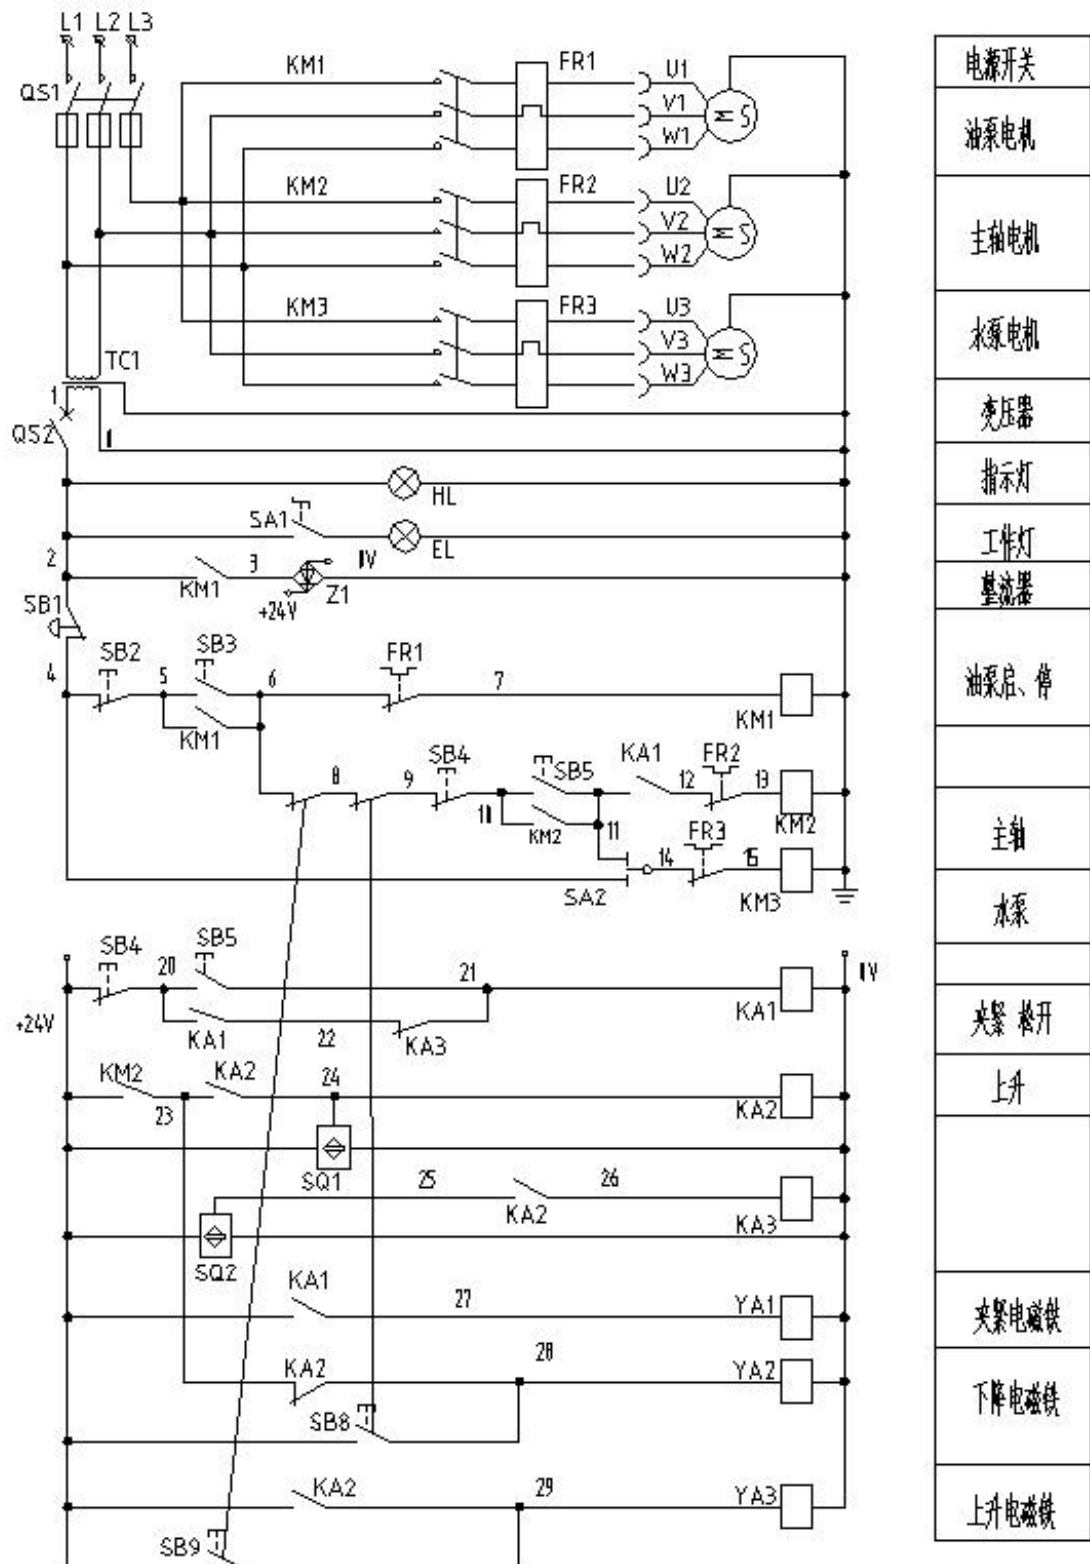 L1 L2 L3
QS1
KM1 FR1 U1
V1
W1
M S
KM2 FR2 U2
V2
W2
M S
KM3 FR3 U3
V3
W3
M S
TC1
1
QS2
0
HL
SA1
EL
2
KM1 3 0V
+24V Z1
SB1
4
SB2 5 SB3 6 FR1 7
KM1 KM1
8 9 SB4 SB5 KA1 12 FR2 13
10 KM2 11 KM2
SA2 14 FR3 15 KM3
SB4 20 SB5 21 0V
+24V KA1
KA1 22 KA3
KM2 KA2 24
23 KA2
SQ1
25 26
KA2 KA3
SQ2
KA1 27 YA1
KA2 28 YA2
SB8
KA2 29 YA3
SB9
电源开关
油泵电机
主轴电机
水泵电机
变压器
指示灯
工作灯
整流器
油泵启、停
主轴
水泵
夹紧 松开
上升
夹紧电磁铁
下降电磁铁
上升电磁铁